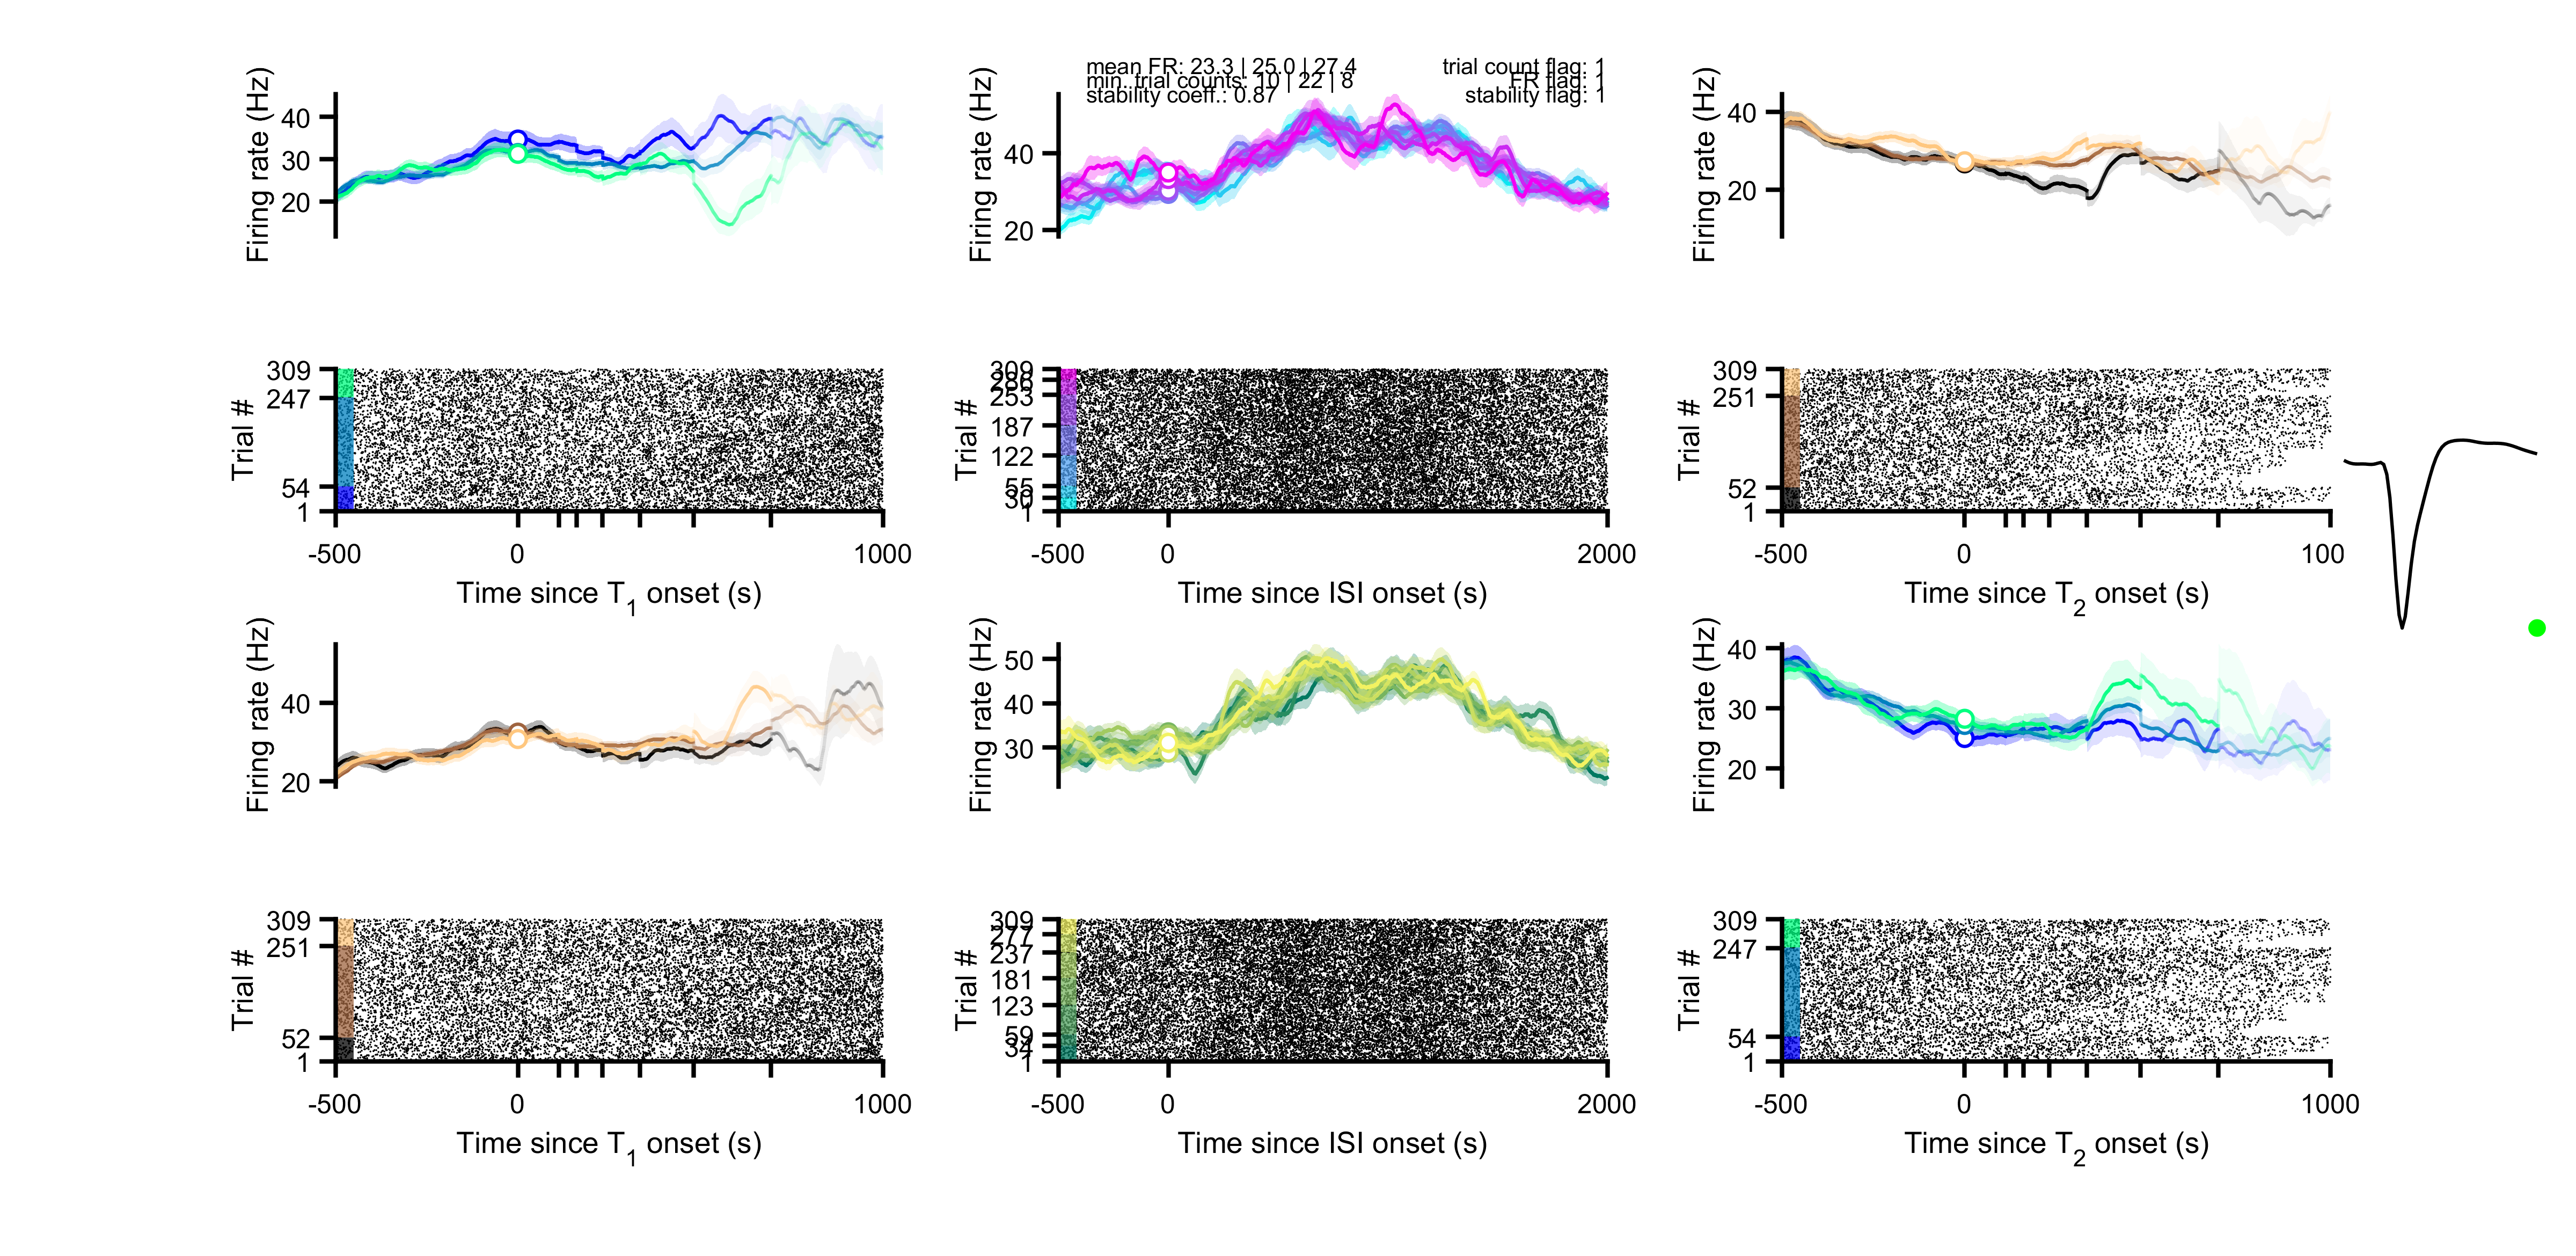 mean FR: 23.3 | 25.0 | 27.4
trial count flag: 1
min. trial counts: 10 | 22 | 8
FR flag: 1
stability coeff.: 0.87
stability flag: 1
Firing rate (Hz)
40
30
20
Firing rate (Hz)
40
20
Firing rate (Hz)
40
20
Trial #
309
247
54
1
-500
0
1000
Time since T1 onset (s)
Trial #
309
286
253
187
122
55
30
1
-500
0
2000
Time since ISI onset (s)
Trial #
309
251
52
1
-500
0
100
Time since T2 onset (s)
Firing rate (Hz)
40
20
Firing rate (Hz)
50
40
30
Firing rate (Hz)
40
30
20
Trial #
309
251
52
1
-500
0
1000
Time since T1 onset (s)
Trial #
309
277
237
181
123
59
34
1
-500
0
2000
Time since ISI onset (s)
Trial #
309
247
54
1
-500
0
1000
Time since T2 onset (s)